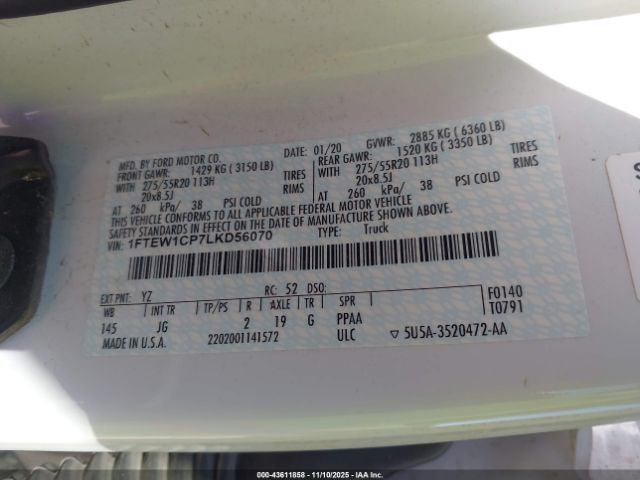 MFD. BY FORD MOTOR CO.
DATE: 01/20 GVWR: 2885 KG ( 6360 LB)
FRONT GAWR: 1429 KG ( 3150 LB)
REAR GAWR: 1520 KG ( 3350 LB)
WITH 275/55R20 113H TIRES
WITH 275/55R20 113H TIRES
20x8.5J RIMS
20x8.5J RIMS
AT 260 kPa/ 38 PSI COLD
AT 260 kPa/ 38 PSI COLD
THIS VEHICLE CONFORMS TO ALL APPLICABLE FEDERAL MOTOR VEHICLE
SAFETY STANDARDS IN EFFECT ON THE DATE OF MANUFACTURE SHOWN ABOVE.
VIN: 1FTEW1CP7LKD56070 TYPE: Truck
EXT PNT: YZ RC: 52 DSO:
WB INT TR TP/PS R AXLE TR SPR
145 JG 2 19 G PPAA
F0140
T0791
MADE IN U.S.A. 2202001141572 ULC ▽ 5U5A-3520472-AA
000-43611858 - 11/10/2025 - IAA Inc.